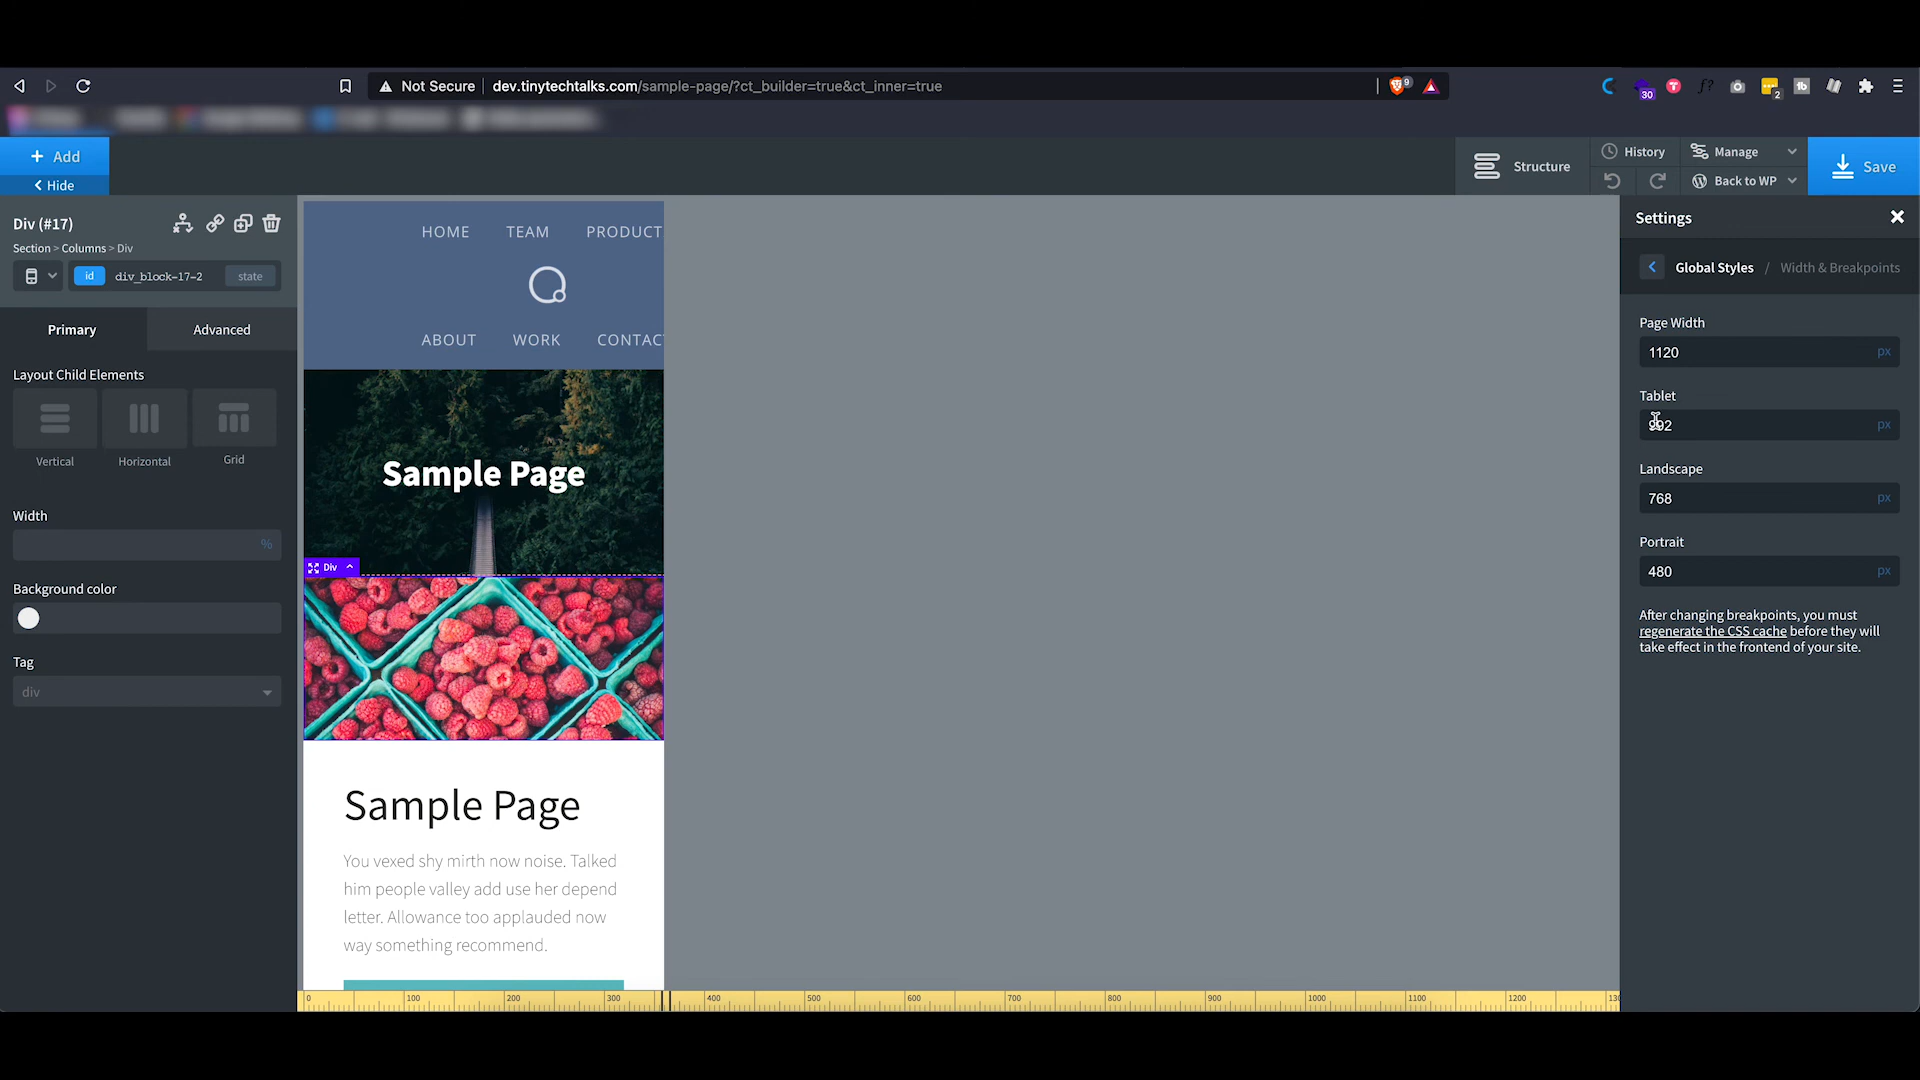 Not Secure
dev.tinytechtalks.com/sample-page/?ct_builder=true&ct_inner=true
9
30
T
f?
2
tb
+ Add
Hide
Structure
History
Manage
Back to WP
Save
Div (#17)
Section > Columns > Div
id
div_block-17-2
state
Primary
Advanced
Layout Child Elements
Vertical
Horizontal
Grid
Width
%
Background color
Tag
div
HOME
TEAM
PRODUCT
ABOUT
WORK
CONTAC
Sample Page
Div
Sample Page
You vexed shy mirth now noise. Talked
him people valley add use her depend
letter. Allowance too applauded now
way something recommend.
0
100
200
300
400
500
600
700
800
900
1000
1100
1200
Settings
Global Styles / Width & Breakpoints
Page Width
1120 px
Tablet
992 px
Landscape
768 px
Portrait
480 px
After changing breakpoints, you must
regenerate the CSS cache before they will
take effect in the frontend of your site.